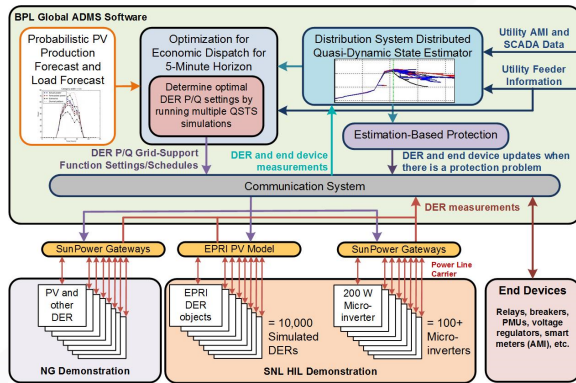 BPL Global ADMS Software
Probabilistic PV
Production
Forecast and
Load Forecast
Optimization for
Economic Dispatch for
5-Minute Horizon
Determine optimal
DER P/Q settings by
running multiple QSTS
simulations
Distribution System Distributed
Quasi-Dynamic State Estimator
Utility AMI and
SCADA Data
Utility Feeder
Information
Estimation-Based Protection
DER P/Q Grid-Support
Function Settings/Schedules
DER and end device
measurements
DER and end device updates when
there is a protection problem
Communication System
DER measurements
SunPower Gateways
EPRI PV Model
SunPower Gateways
Power Line
Carrier
PV and
other
DER
EPRI
DER
objects
= 10,000
Simulated
DERs
200 W
Micro-
inverter
= 100+
Micro-
inverters
End Devices
Relays, breakers,
PMUs, voltage
regulators, smart
meters (AMI), etc.
NG Demonstration
SNL HIL Demonstration